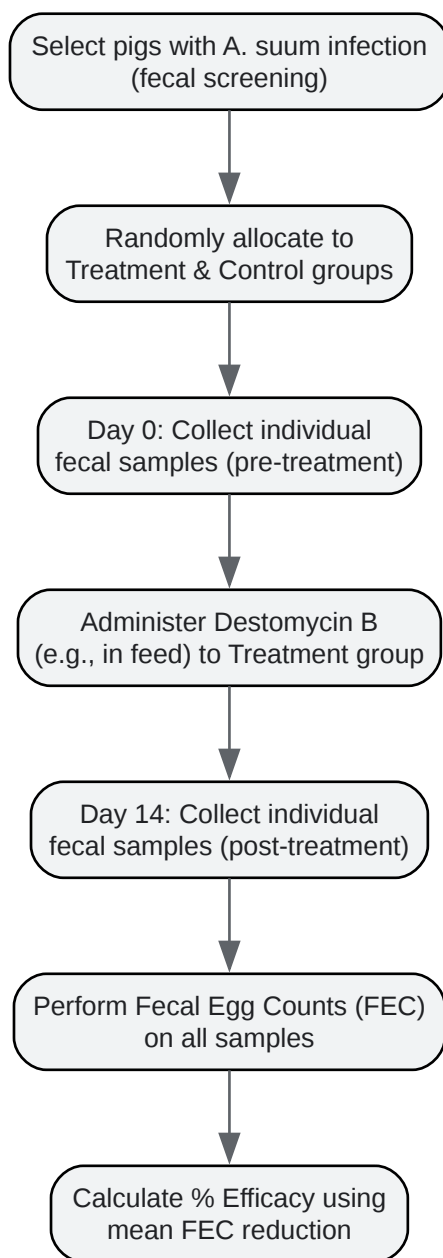 Select pigs with A. suum infection
(fecal screening)
Randomly allocate to
Treatment & Control groups
Day 0: Collect individual
fecal samples (pre-treatment)
Administer Destomycin B
(e.g., in feed) to Treatment group
Day 14: Collect individual
fecal samples (post-treatment)
Perform Fecal Egg Counts (FEC)
on all samples
Calculate % Efficacy using
mean FEC reduction